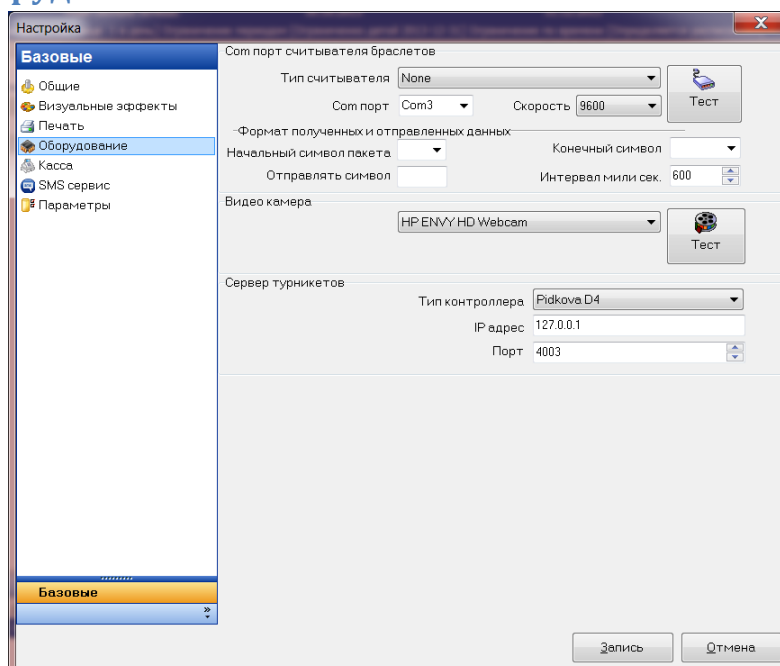 Настройка
Базовые
Общие
Визуальные эффекты
Печать
Оборудование
Касса
SMS сервис
Параметры
Базовые
Com порт считывателя браслетов
Тип считывателя None
Com порт Com3 Скорость 9600
Тест
Формат полученных и отправленных данных
Начальный символ пакета Конечный символ
Отправлять символ Интервал мили сек. 600
Видео камера
HP ENVY HD Webcam
Тест
Сервер турникетов
Тип контроллера Pidkova D4
IP адрес 127.0.0.1
Порт 4003
Запись Отмена